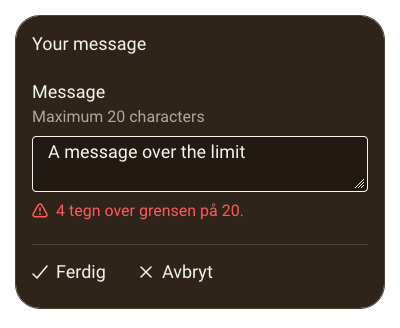 Your message
Message
Maximum 20 characters
A message over the limit
4 tegn over grensen på 20.
Ferdig Avbryt